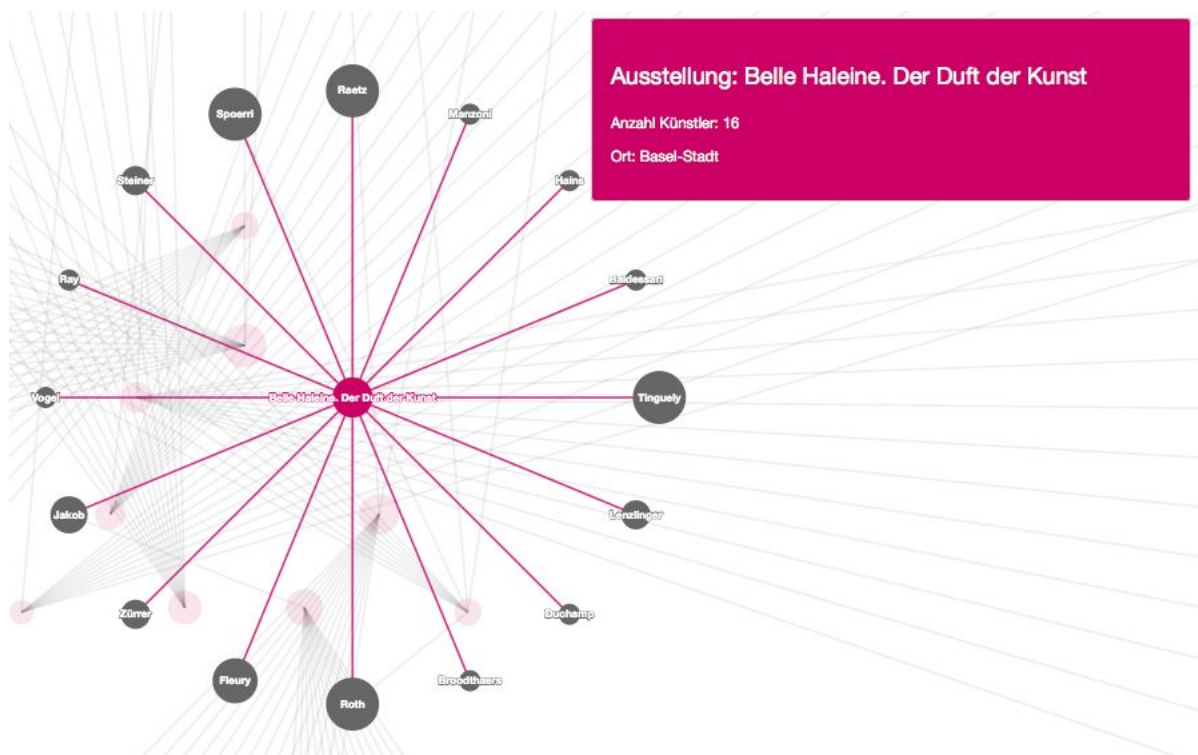 Ausstellung: Belle Haleine. Der Duft der Kunst
Anzahl Künstler: 16
Ort: Basel-Stadt
Raetz
Spoerri
Manzoni
Steiner
Hains
Ray
Baldessari
Vogel
Belle Haleine. Der Duft der Kunst
Tinguely
Jakob
Lenzlinger
Zürrer
Duchamp
Fleury
Broodthaers
Roth